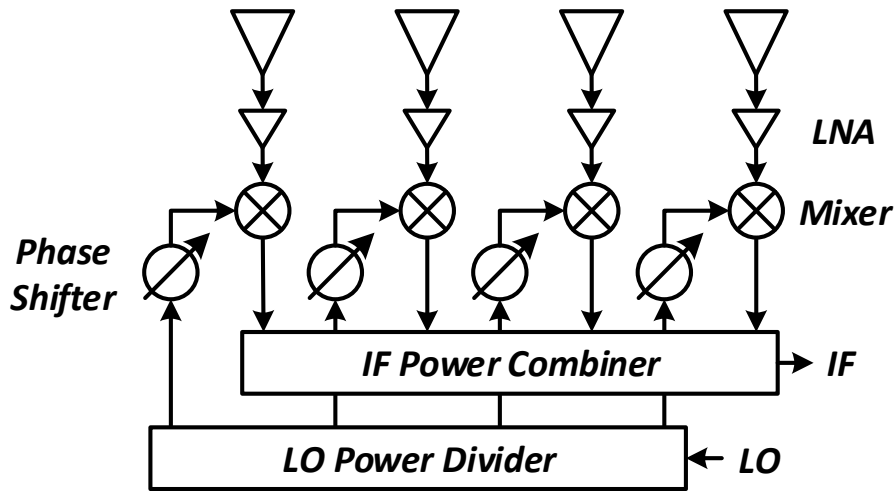 LNA
Mixer
Phase
Shifter
IF Power Combiner
IF
LO Power Divider
LO